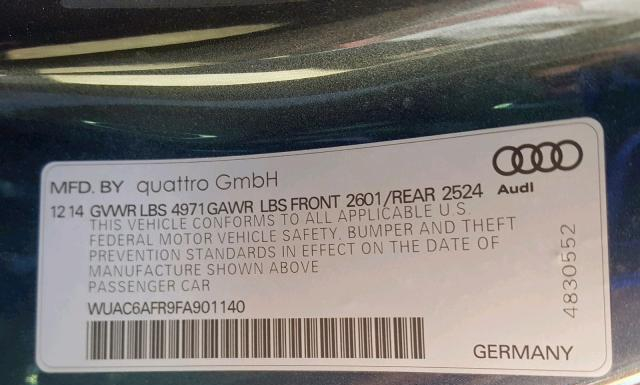 MFD. BY quattro GmbH
Audi
12 14 GVWR LBS 4971 GAWR LBS FRONT 2601/REAR 2524
THIS VEHICLE CONFORMS TO ALL APPLICABLE U.S.
FEDERAL MOTOR VEHICLE SAFETY, BUMPER AND THEFT
PREVENTION STANDARDS IN EFFECT ON THE DATE OF
MANUFACTURE SHOWN ABOVE
PASSENGER CAR
WUAC6AFR9FA901140
4830552
GERMANY